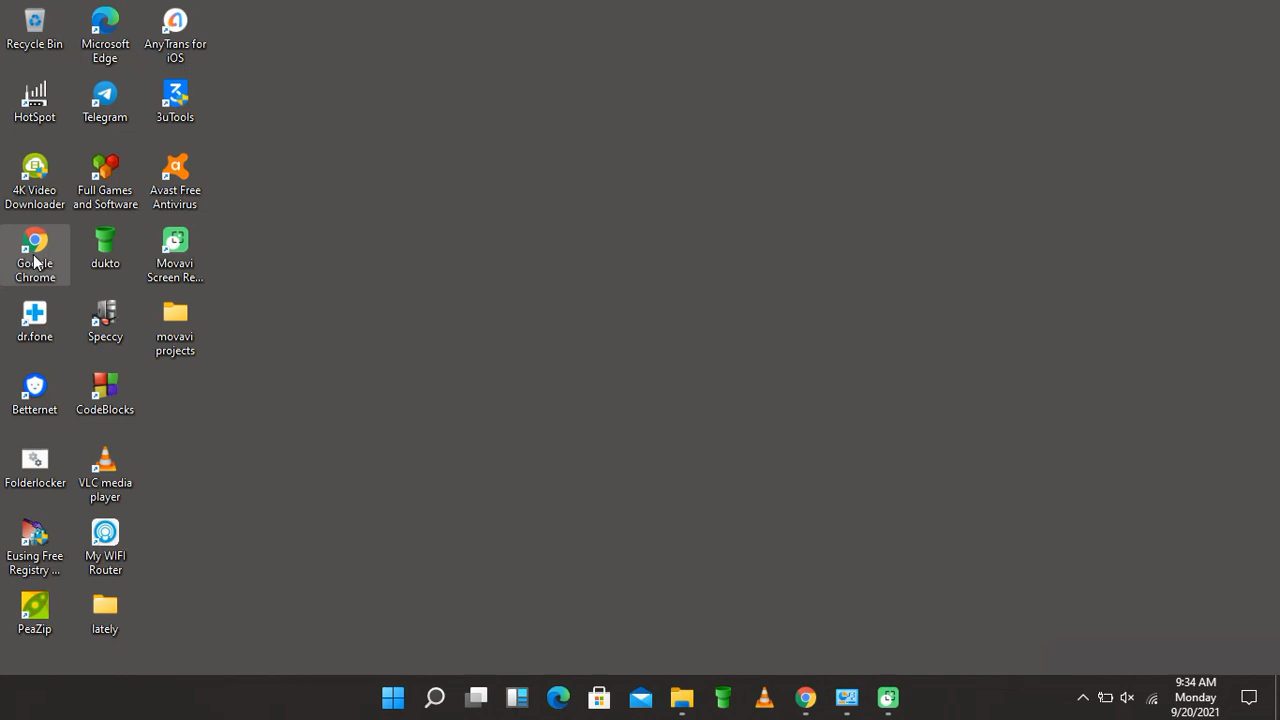 Recycle Bin
Microsoft
Edge
AnyTrans for
iOS
HotSpot
Telegram
3uTools
4K Video
Downloader
Full Games
and Software
Avast Free
Antivirus
Google
Chrome
dukto
Movavi
Screen Re...
dr.fone
Speccy
movavi
projects
Betternet
CodeBlocks
Folderlocker
VLC media
player
Eusing Free
Registry ...
My WIFI
Router
PeaZip
lately
9:34 AM
Monday
9/20/2021